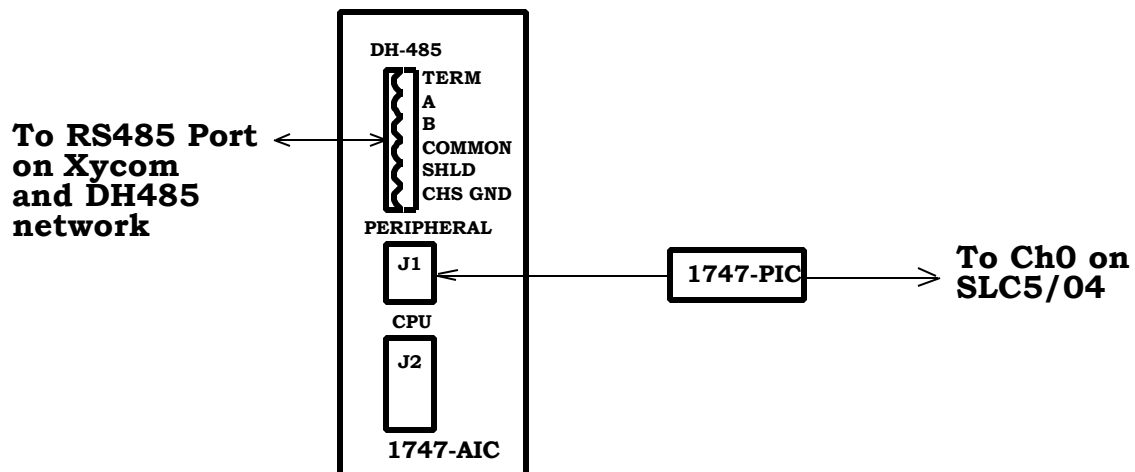 DH-485
TERM
A
B
COMMON
SHLD
CHS GND
To RS485 Port
on Xycom
and DH485
network
PERIPHERAL
J1
1747-PIC
To Ch0 on
SLC5/04
CPU
J2
1747-AIC